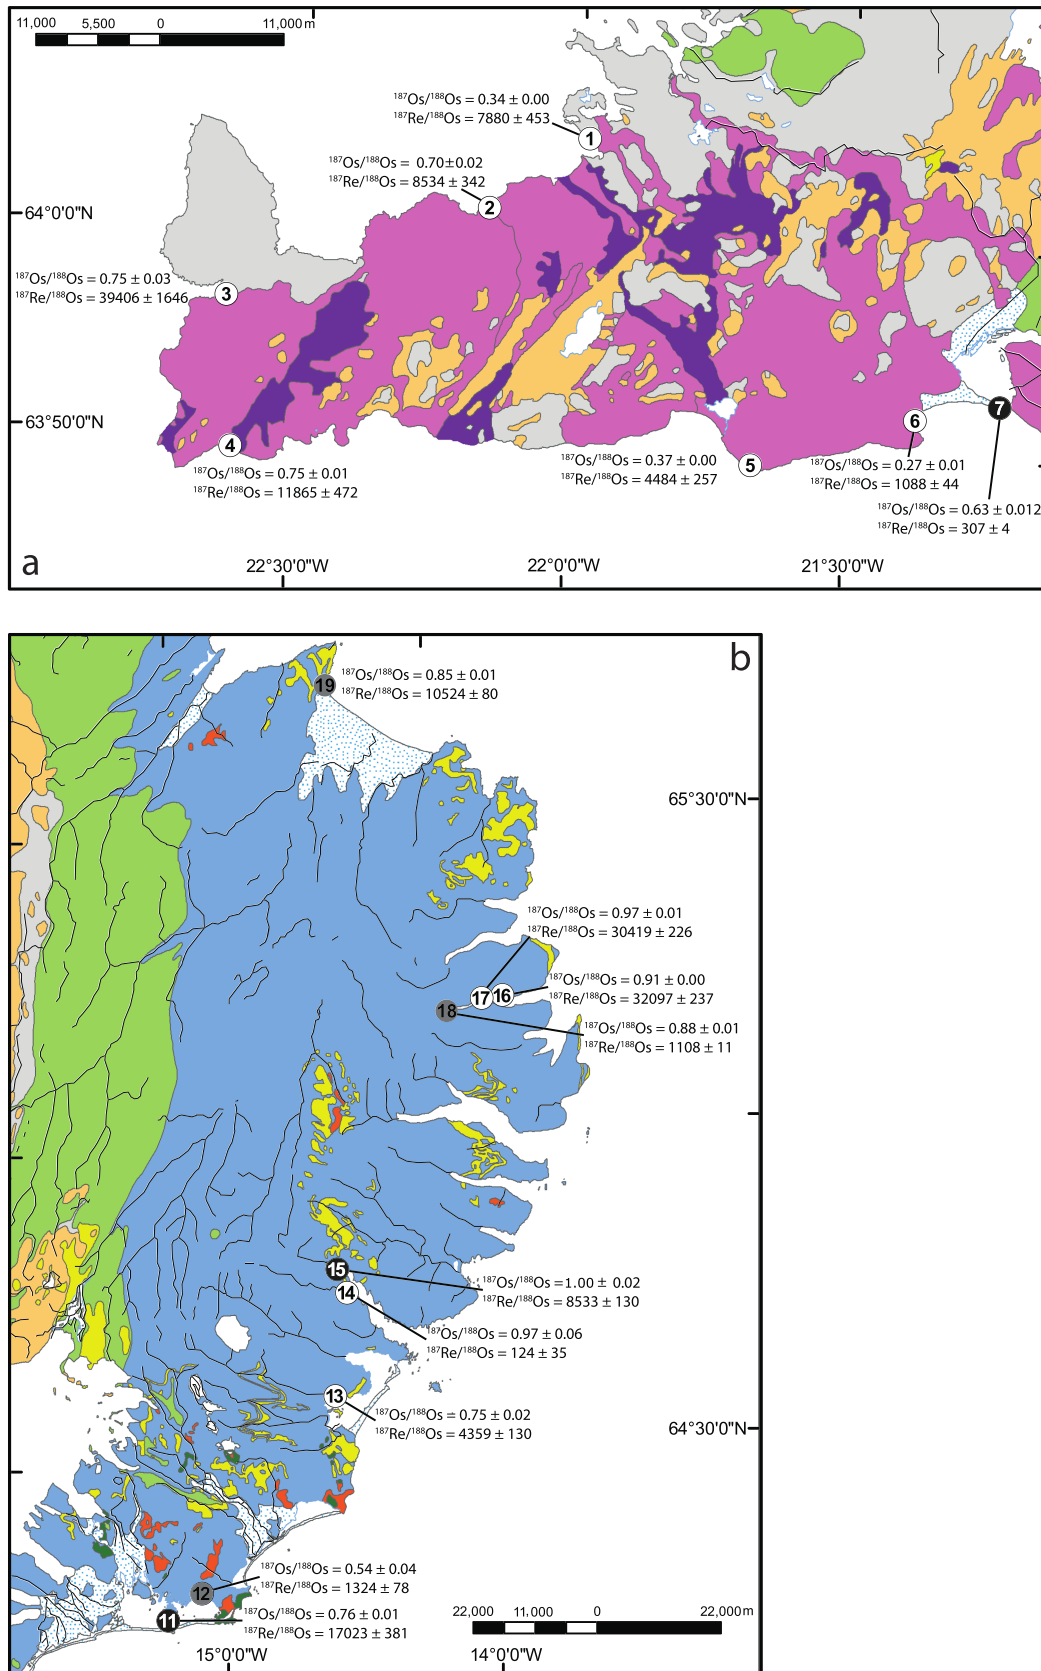 11,000 5,500 0 11,000 m
187Os/188Os = 0.34 ± 0.00
187Re/188Os = 7880 ± 453
1
187Os/188Os = 0.70±0.02
187Re/188Os = 8534 ± 342
2
64°0'0"N
187Os/188Os = 0.75 ± 0.03
187Re/188Os = 39406 ± 1646
3
63°50'0"N
4
187Os/188Os = 0.75 ± 0.01
187Re/188Os = 11865 ± 472
187Os/188Os = 0.37 ± 0.00
187Re/188Os = 4484 ± 257
5
6
187Os/188Os = 0.27 ± 0.01
187Re/188Os = 1088 ± 44
7
187Os/188Os = 0.63 ± 0.012
187Re/188Os = 307 ± 4
a
22°30'0"W 22°0'0"W 21°30'0"W
b
19
187Os/188Os = 0.85 ± 0.01
187Re/188Os = 10524 ± 80
65°30'0"N
187Os/188Os = 0.97 ± 0.01
187Re/188Os = 30419 ± 226
17 16
187Os/188Os = 0.91 ± 0.00
187Re/188Os = 32097 ± 237
18
187Os/188Os = 0.88 ± 0.01
187Re/188Os = 1108 ± 11
15
187Os/188Os =1.00 ± 0.02
187Re/188Os = 8533 ± 130
14
187Os/188Os = 0.97 ± 0.06
187Re/188Os = 124 ± 35
13
187Os/188Os = 0.75 ± 0.02
187Re/188Os = 4359 ± 130
64°30'0"N
12
187Os/188Os = 0.54 ± 0.04
187Re/188Os = 1324 ± 78
11
187Os/188Os = 0.76 ± 0.01
187Re/188Os = 17023 ± 381
22,000 11,000 0 22,000 m
15°0'0"W 14°0'0"W